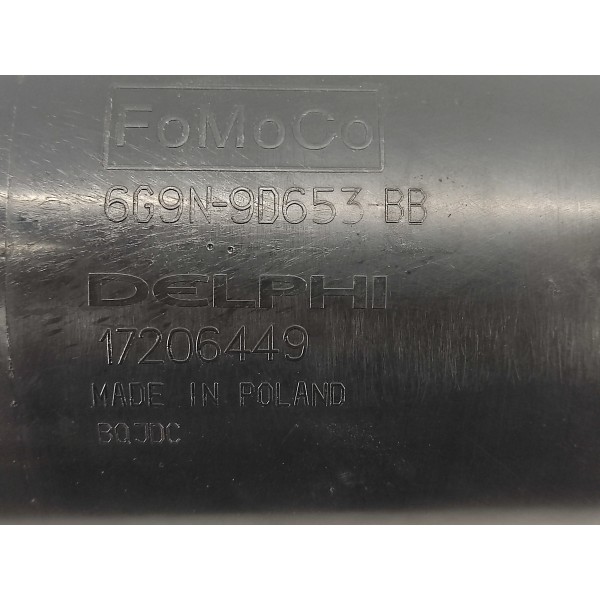 FoMoCo
6G9N-9D653-BB
DELPHI
17206449
MADE IN POLAND
BQJDC